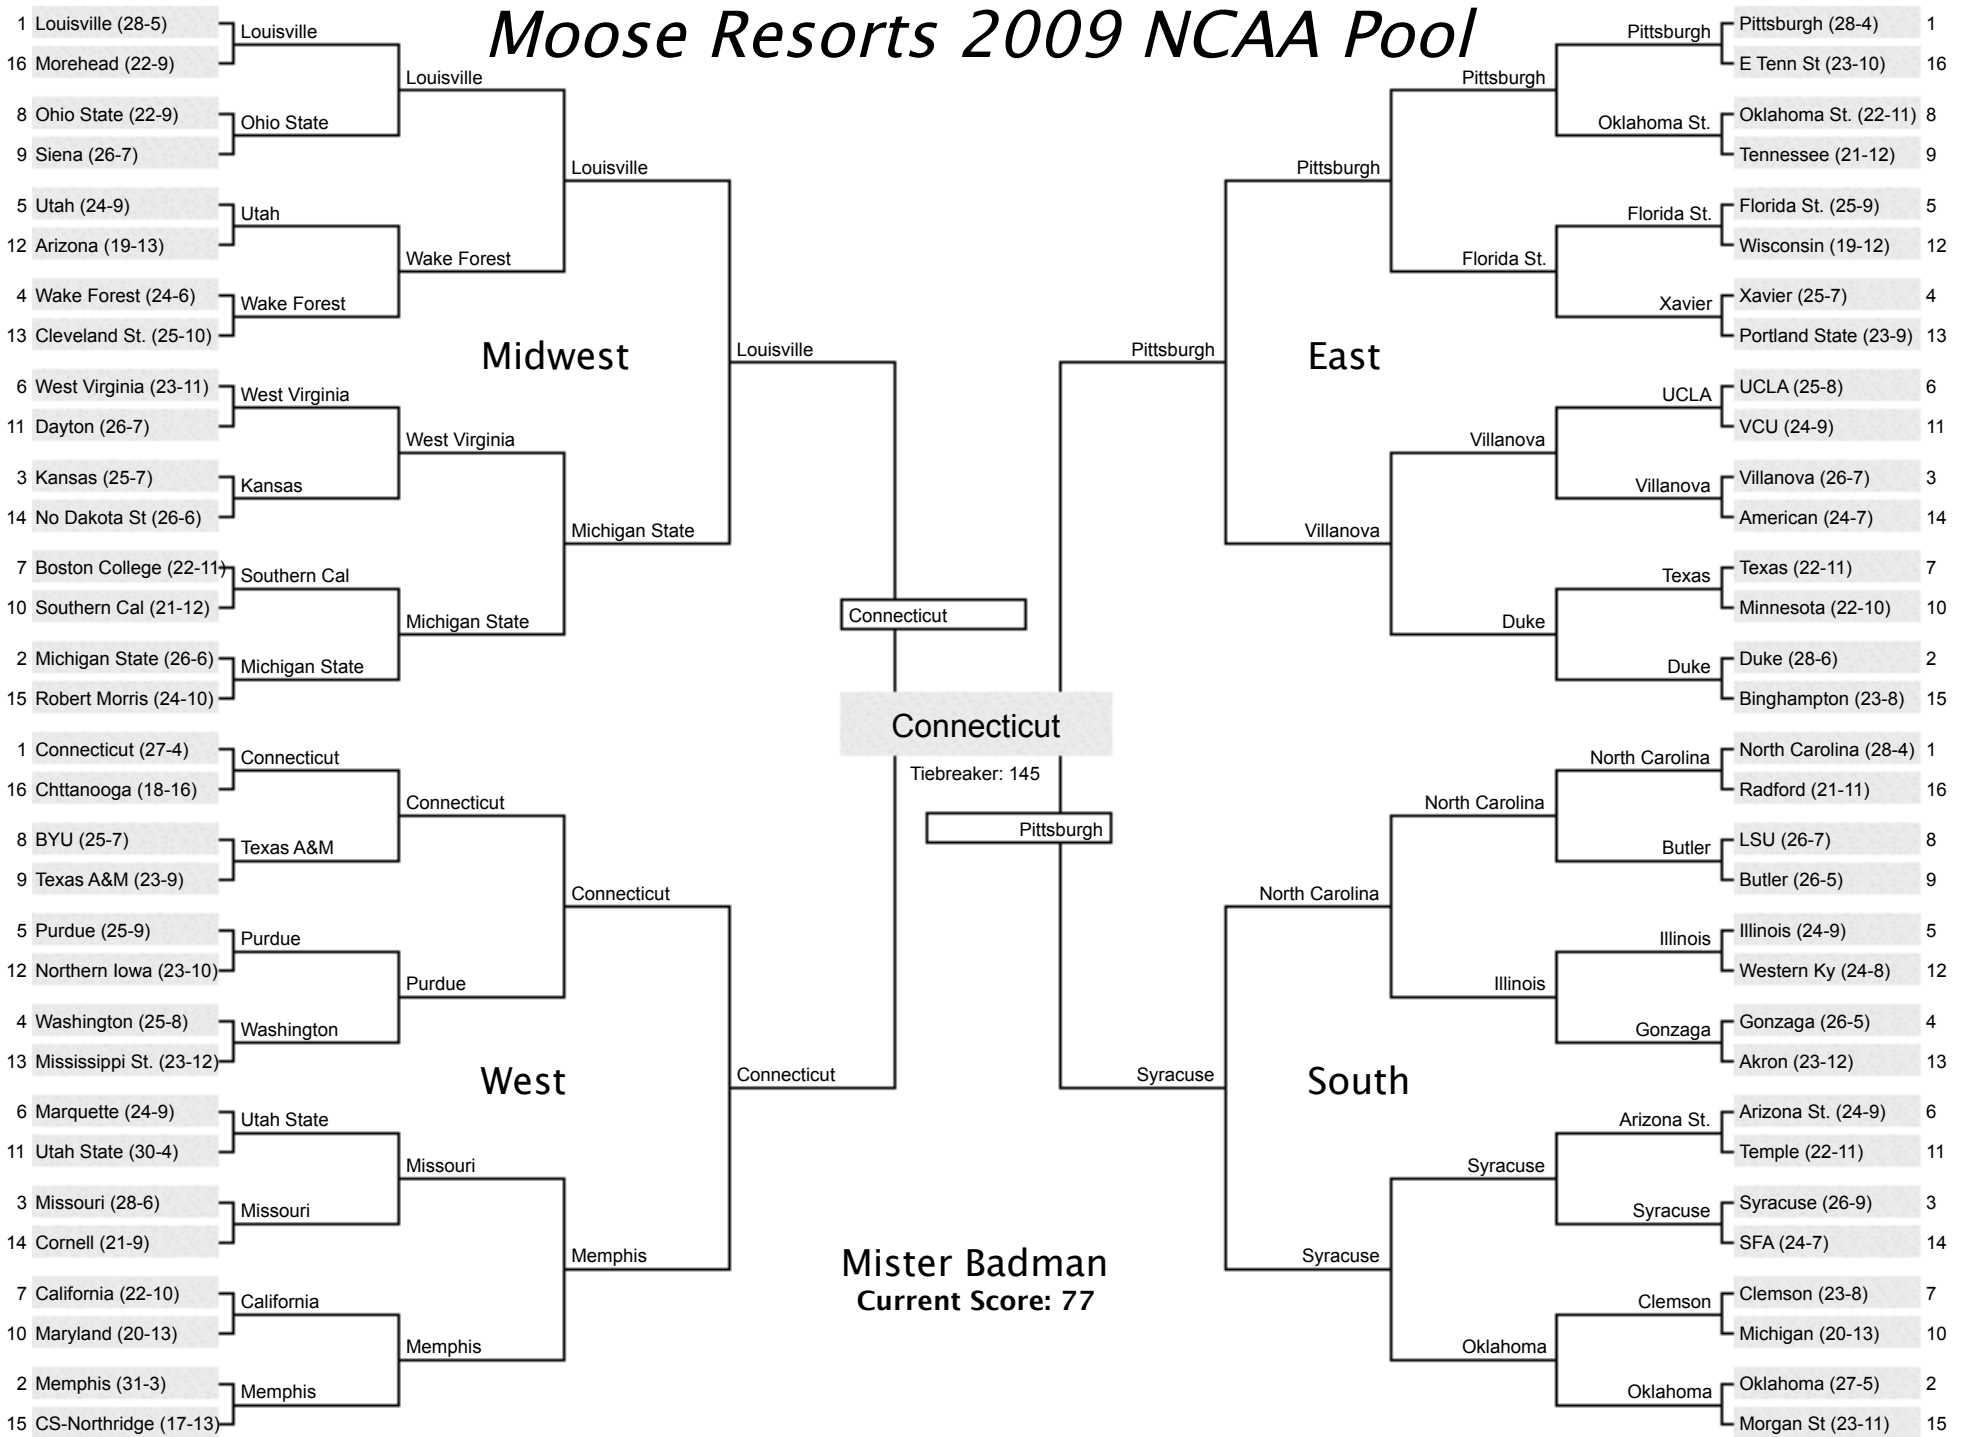 Moose Resorts 2009 NCAA Pool
1 Louisville (28-5)
16 Morehead (22-9)
8 Ohio State (22-9)
9 Siena (26-7)
5 Utah (24-9)
12 Arizona (19-13)
4 Wake Forest (24-6)
13 Cleveland St. (25-10)
6 West Virginia (23-11)
11 Dayton (26-7)
3 Kansas (25-7)
14 No Dakota St (26-6)
7 Boston College (22-11)
10 Southern Cal (21-12)
2 Michigan State (26-6)
15 Robert Morris (24-10)
Louisville
Ohio State
Utah
Wake Forest
West Virginia
Kansas
Southern Cal
Michigan State
Louisville
Wake Forest
West Virginia
Michigan State
Louisville
Michigan State
Midwest
Louisville
1 Connecticut (27-4)
16 Chttanooga (18-16)
8 BYU (25-7)
9 Texas A&M (23-9)
5 Purdue (25-9)
12 Northern Iowa (23-10)
4 Washington (25-8)
13 Mississippi St. (23-12)
6 Marquette (24-9)
11 Utah State (30-4)
3 Missouri (28-6)
14 Cornell (21-9)
7 California (22-10)
10 Maryland (20-13)
2 Memphis (31-3)
15 CS-Northridge (17-13)
Connecticut
Texas A&M
Purdue
Washington
Utah State
Missouri
California
Memphis
Connecticut
Purdue
Missouri
Memphis
Connecticut
Memphis
West
Connecticut
Connecticut
Connecticut
Tiebreaker: 145
Pittsburgh
Mister Badman
Current Score: 77
Pittsburgh
East
Pittsburgh
Villanova
Pittsburgh
Florida St.
Villanova
Duke
Pittsburgh
Oklahoma St.
Florida St.
Xavier
UCLA
Villanova
Texas
Duke
Pittsburgh (28-4) 1
E Tenn St (23-10) 16
Oklahoma St. (22-11) 8
Tennessee (21-12) 9
Florida St. (25-9) 5
Wisconsin (19-12) 12
Xavier (25-7) 4
Portland State (23-9) 13
UCLA (25-8) 6
VCU (24-9) 11
Villanova (26-7) 3
American (24-7) 14
Texas (22-11) 7
Minnesota (22-10) 10
Duke (28-6) 2
Binghampton (23-8) 15
Syracuse
South
North Carolina
Syracuse
North Carolina
Illinois
Syracuse
Oklahoma
North Carolina
Butler
Illinois
Gonzaga
Arizona St.
Syracuse
Clemson
Oklahoma
North Carolina (28-4) 1
Radford (21-11) 16
LSU (26-7) 8
Butler (26-5) 9
Illinois (24-9) 5
Western Ky (24-8) 12
Gonzaga (26-5) 4
Akron (23-12) 13
Arizona St. (24-9) 6
Temple (22-11) 11
Syracuse (26-9) 3
SFA (24-7) 14
Clemson (23-8) 7
Michigan (20-13) 10
Oklahoma (27-5) 2
Morgan St (23-11) 15